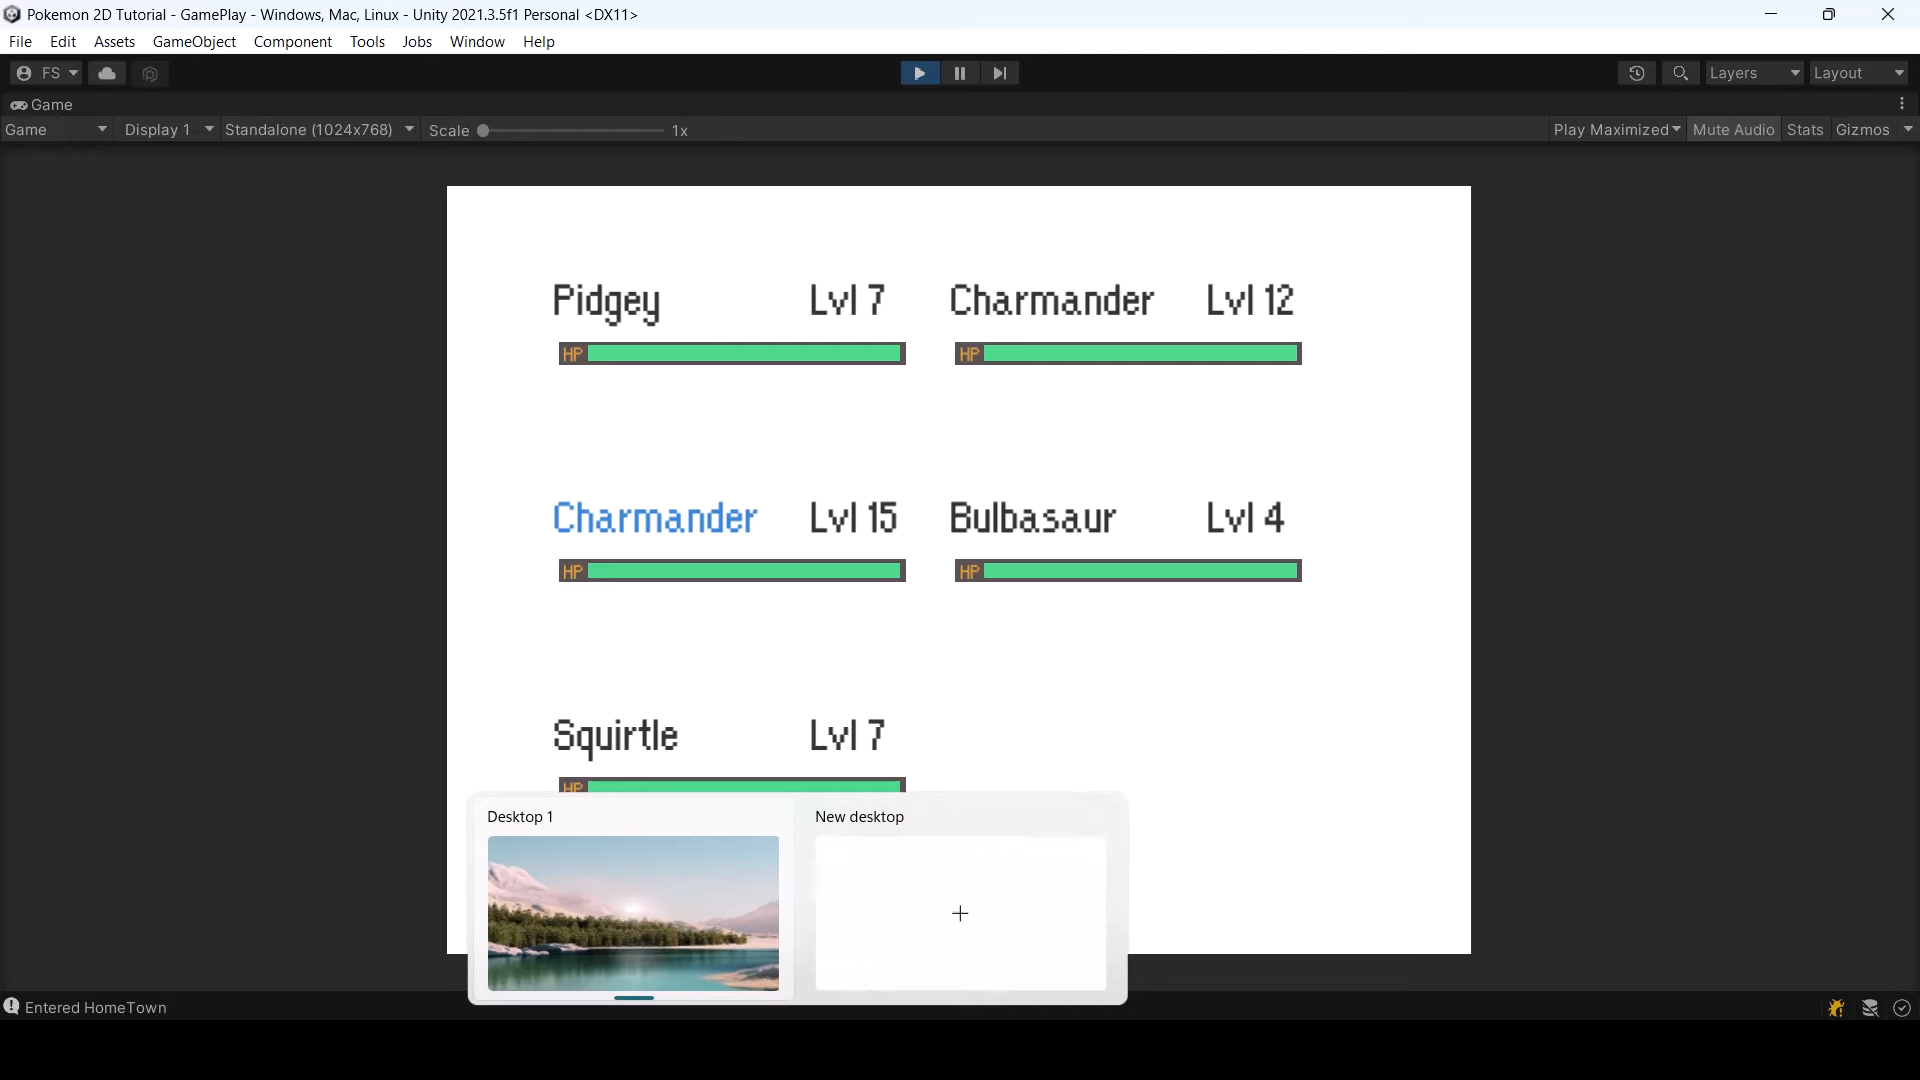 Pokemon 2D Tutorial - GamePlay - Windows, Mac, Linux - Unity 2021.3.5f1 Personal <DX11>
File Edit Assets GameObject Component Tools Jobs Window Help
FS Layers Layout
Game
Game Display 1 Standalone (1024x768) Scale 1x Play Maximized Mute Audio Stats Gizmos
Pidgey Lvl 7 Charmander Lvl 12
HP HP
Charmander Lvl 15 Bulbasaur Lvl 4
HP HP
Squirtle Lvl 7
HP
Desktop 1 New desktop
Entered HomeTown